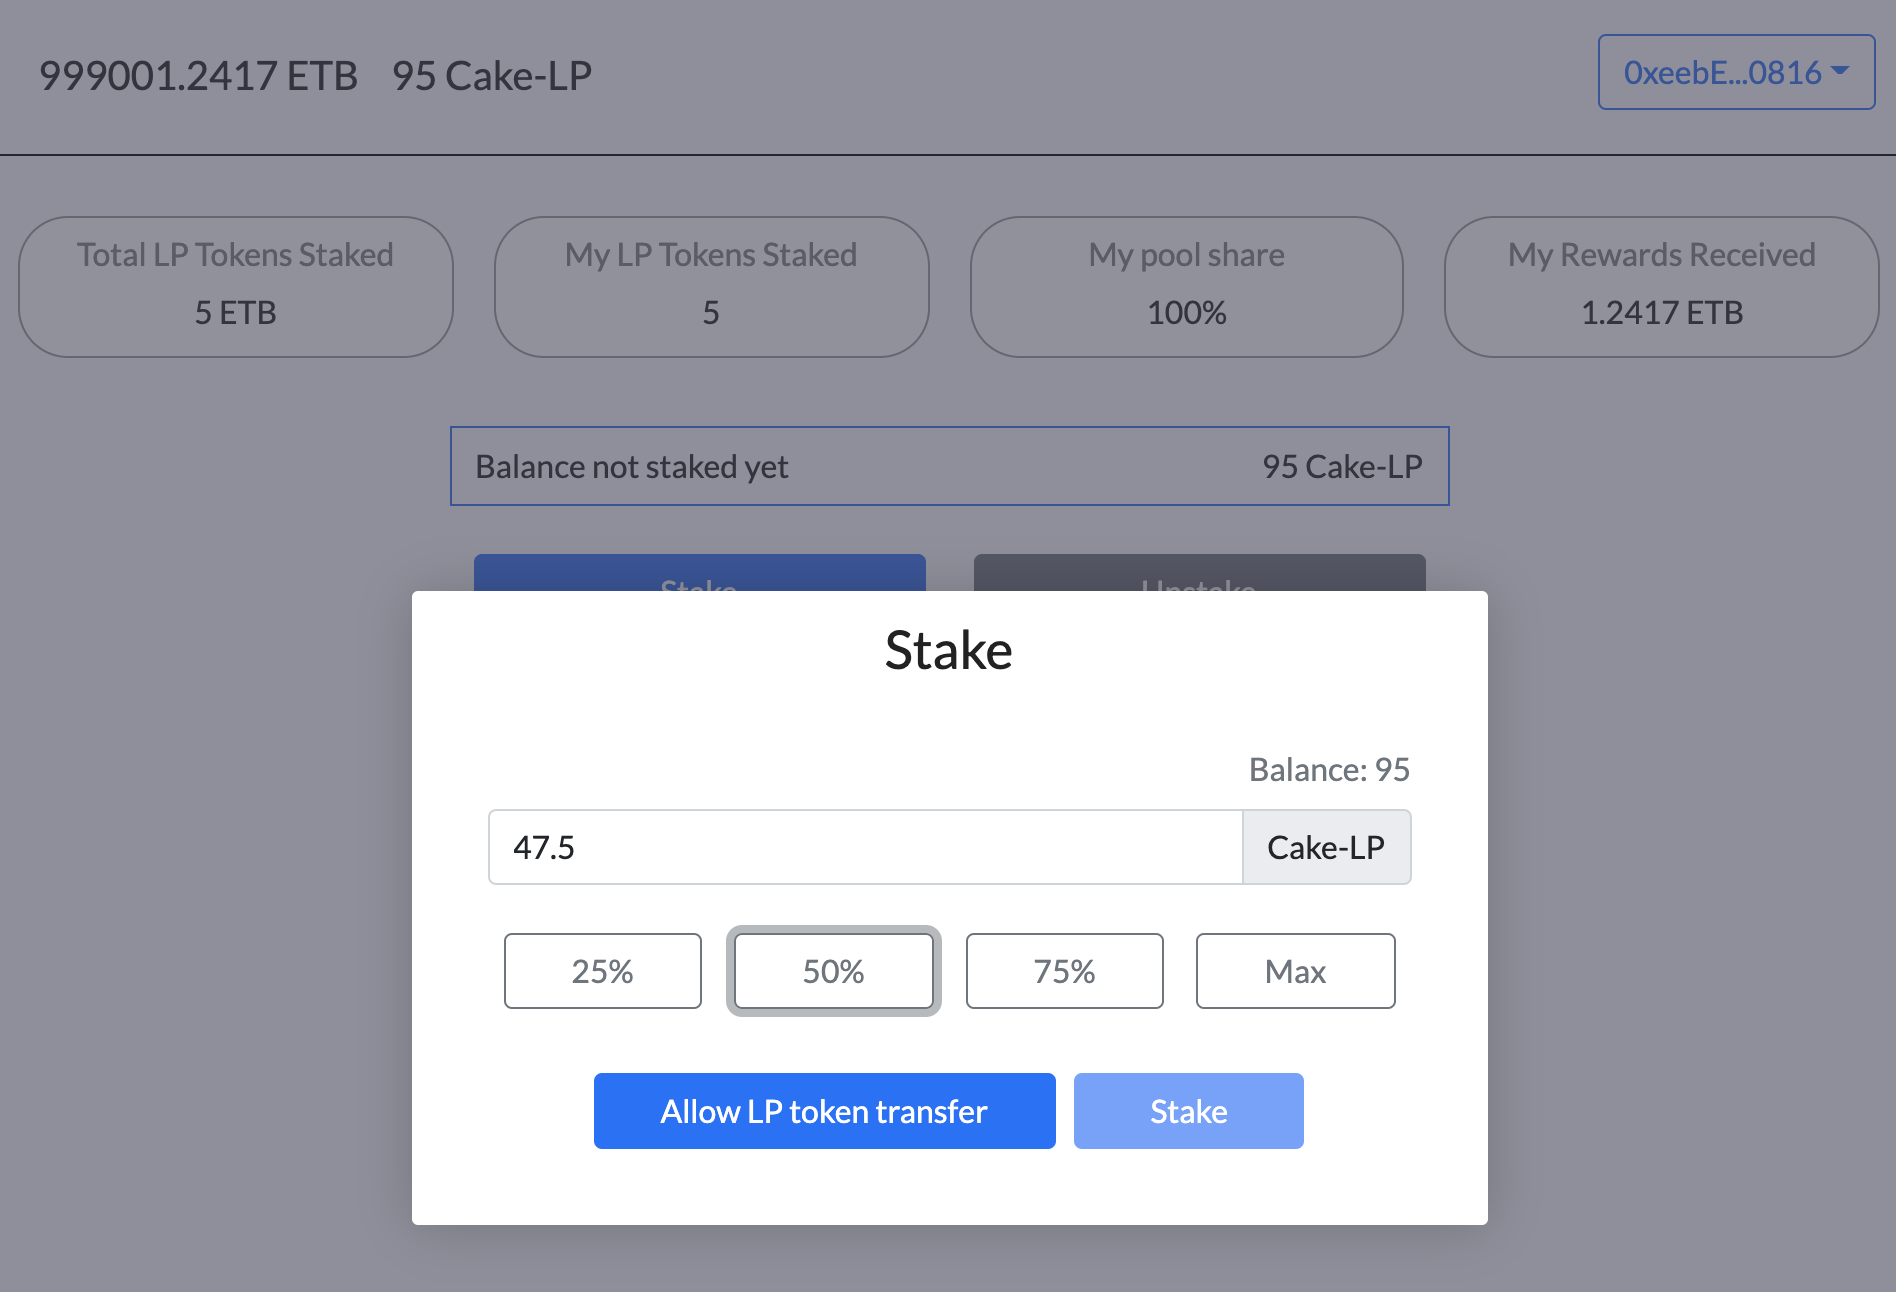 999001.2417 ETB 95 Cake-LP 0xeebE...0816
Total LP Tokens Staked
5 ETB
My LP Tokens Staked
5
My pool share
100%
My Rewards Received
1.2417 ETB
Balance not staked yet 95 Cake-LP
Stake Unstake
Stake
Balance: 95
47.5 Cake-LP
25% 50% 75% Max
Allow LP token transfer Stake